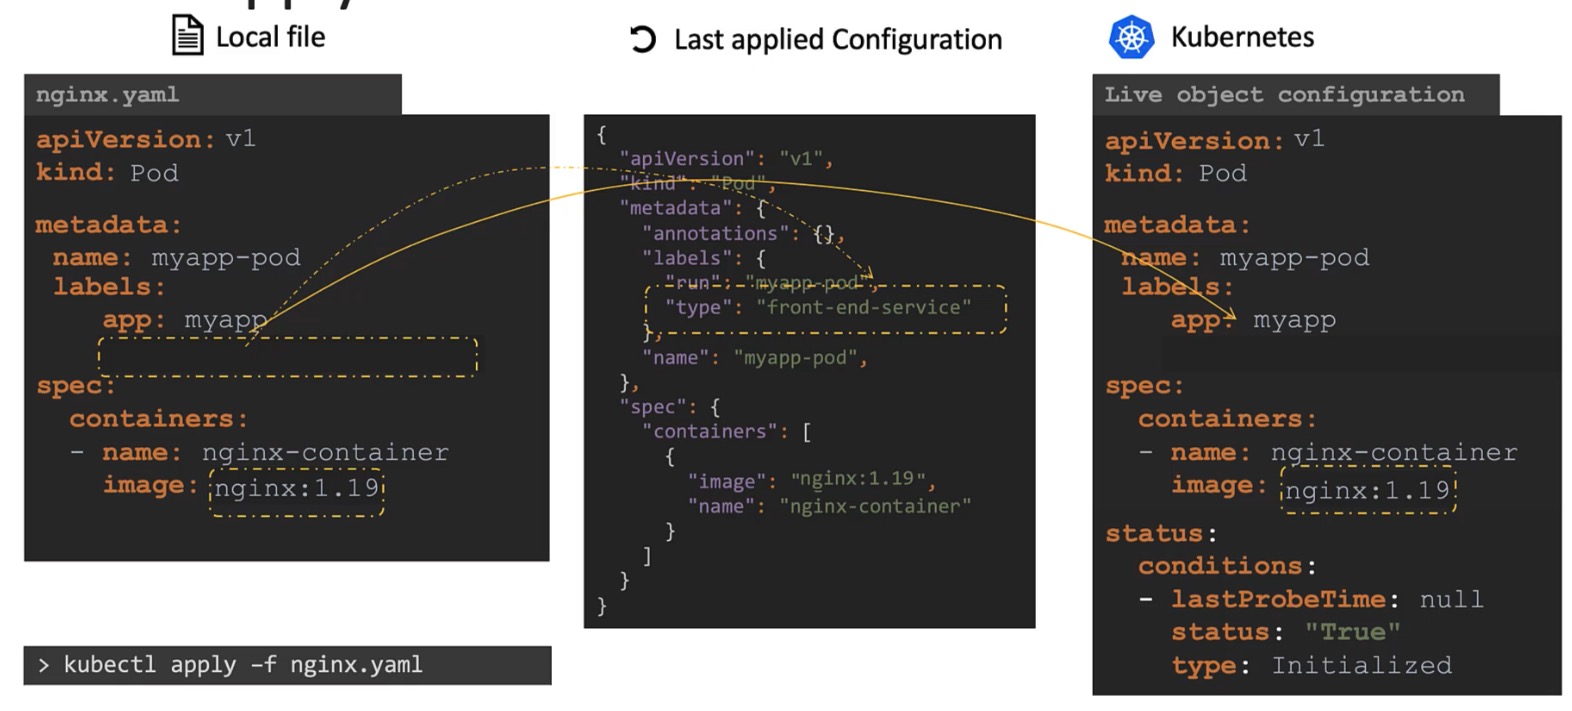 Local file
nginx.yaml
apiVersion: v1
kind: Pod
metadata:
name: myapp-pod
labels:
app: myapp
spec:
containers:
- name: nginx-container
image: nginx:1.19
> kubectl apply –f nginx.yaml
Last applied Configuration
{
"apiVersion": "v1",
"kind": "Pod",
"metadata": {
"annotations": {},
"labels": {
"run": "myapp-pod",
"type": "front-end-service"
},
"name": "myapp-pod",
},
"spec": {
"containers": [
{
"image": "nginx:1.19",
"name": "nginx-container"
}
]
}
}
Kubernetes
Live object configuration
apiVersion: v1
kind: Pod
metadata:
name: myapp-pod
labels:
app: myapp
spec:
containers:
- name: nginx-container
image: nginx:1.19
status:
conditions:
- lastProbeTime: null
status: "True"
type: Initialized